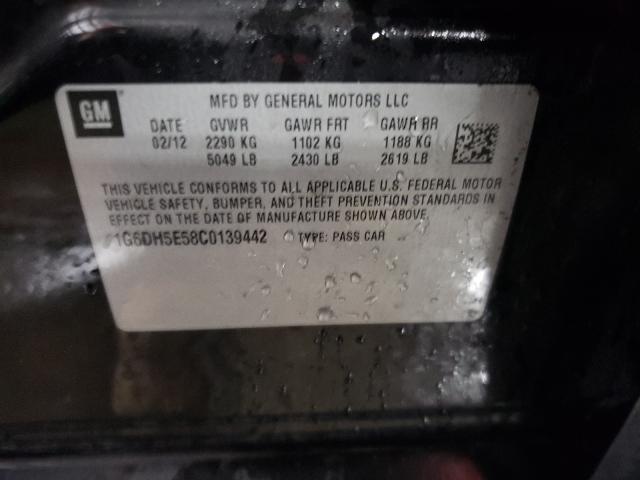 GM
MFD BY GENERAL MOTORS LLC
DATE GVWR GAWR FRT GAWR RR
02/12 2290 KG 1102 KG 1188 KG
5049 LB 2430 LB 2619 LB
THIS VEHICLE CONFORMS TO ALL APPLICABLE U.S. FEDERAL MOTOR
VEHICLE SAFETY, BUMPER, AND THEFT PREVENTION STANDARDS IN
EFFECT ON THE DATE OF MANUFACTURE SHOWN ABOVE.
1G6DH5E58C0139442 TYPE: PASS CAR